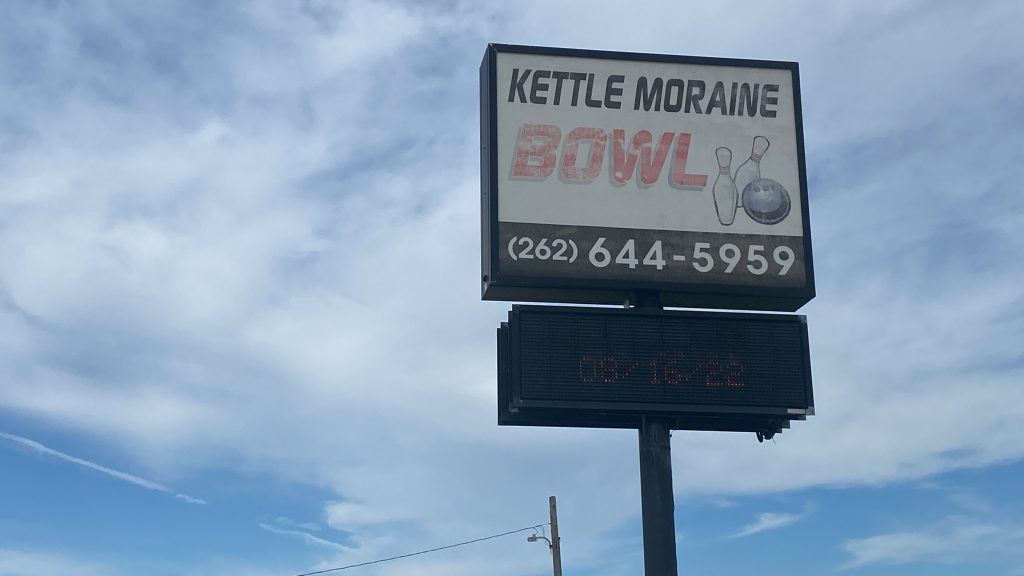 KETTLE MORAINE
BOWL
(262) 644-5959
08/16/22